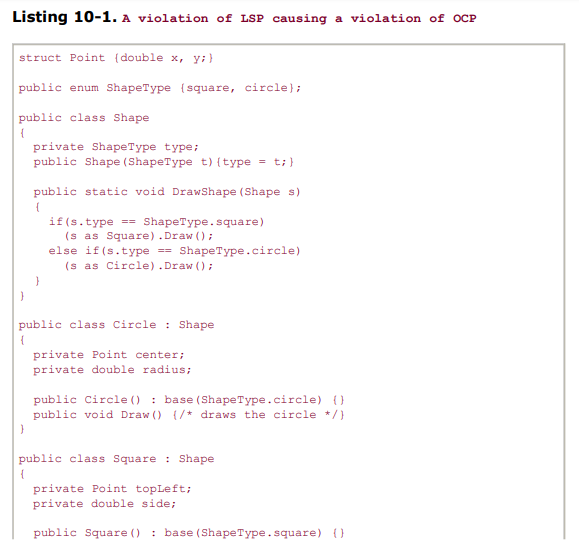 Listing 10-1. A violation of LSP causing a violation of OCP
struct Point {double x, y;}
public enum ShapeType {square, circle};
public class Shape
{
private ShapeType type;
public Shape(ShapeType t){type = t;}
public static void DrawShape(Shape s)
{
if(s.type == ShapeType.square)
(s as Square).Draw();
else if(s.type == ShapeType.circle)
(s as Circle).Draw();
}
}
public class Circle : Shape
{
private Point center;
private double radius;
public Circle() : base(ShapeType.circle) {}
public void Draw() {/* draws the circle */}
}
public class Square : Shape
{
private Point topLeft;
private double side;
public Square() : base(ShapeType.square) {}